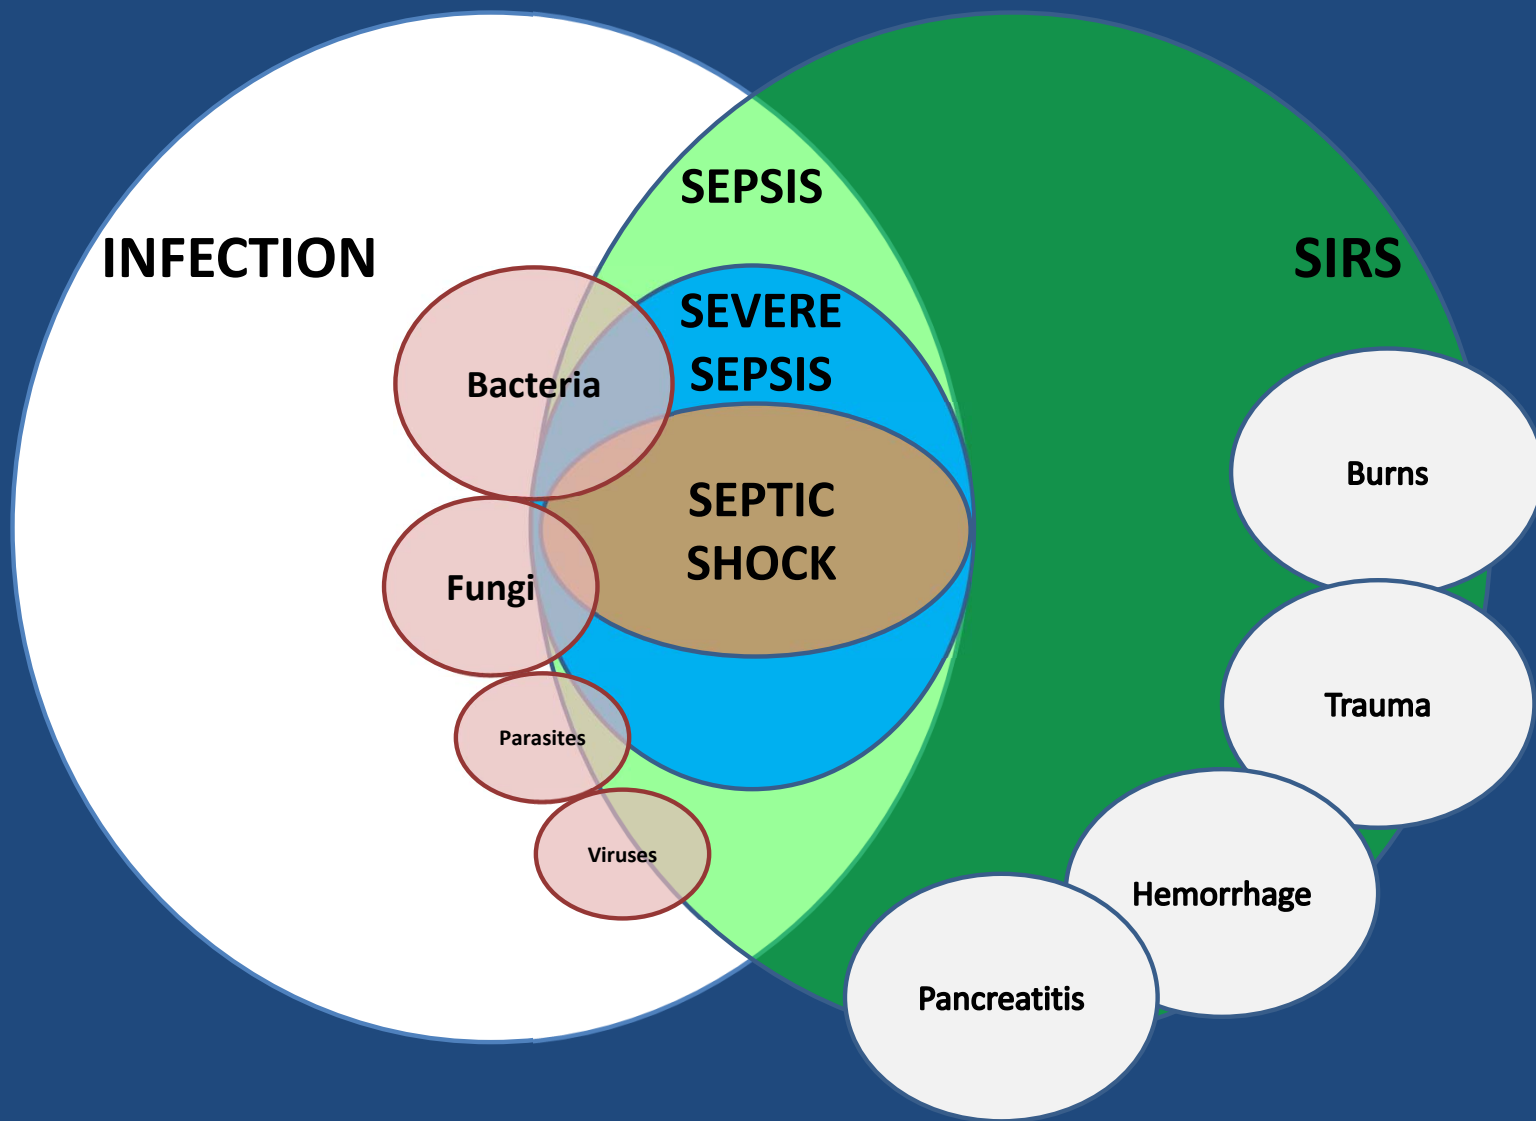 SEPSIS
INFECTION
SIRS
SEVERE
SEPSIS
Bacteria
Burns
SEPTIC
SHOCK
Fungi
Trauma
Parasites
Viruses
Hemorrhage
Pancreatitis